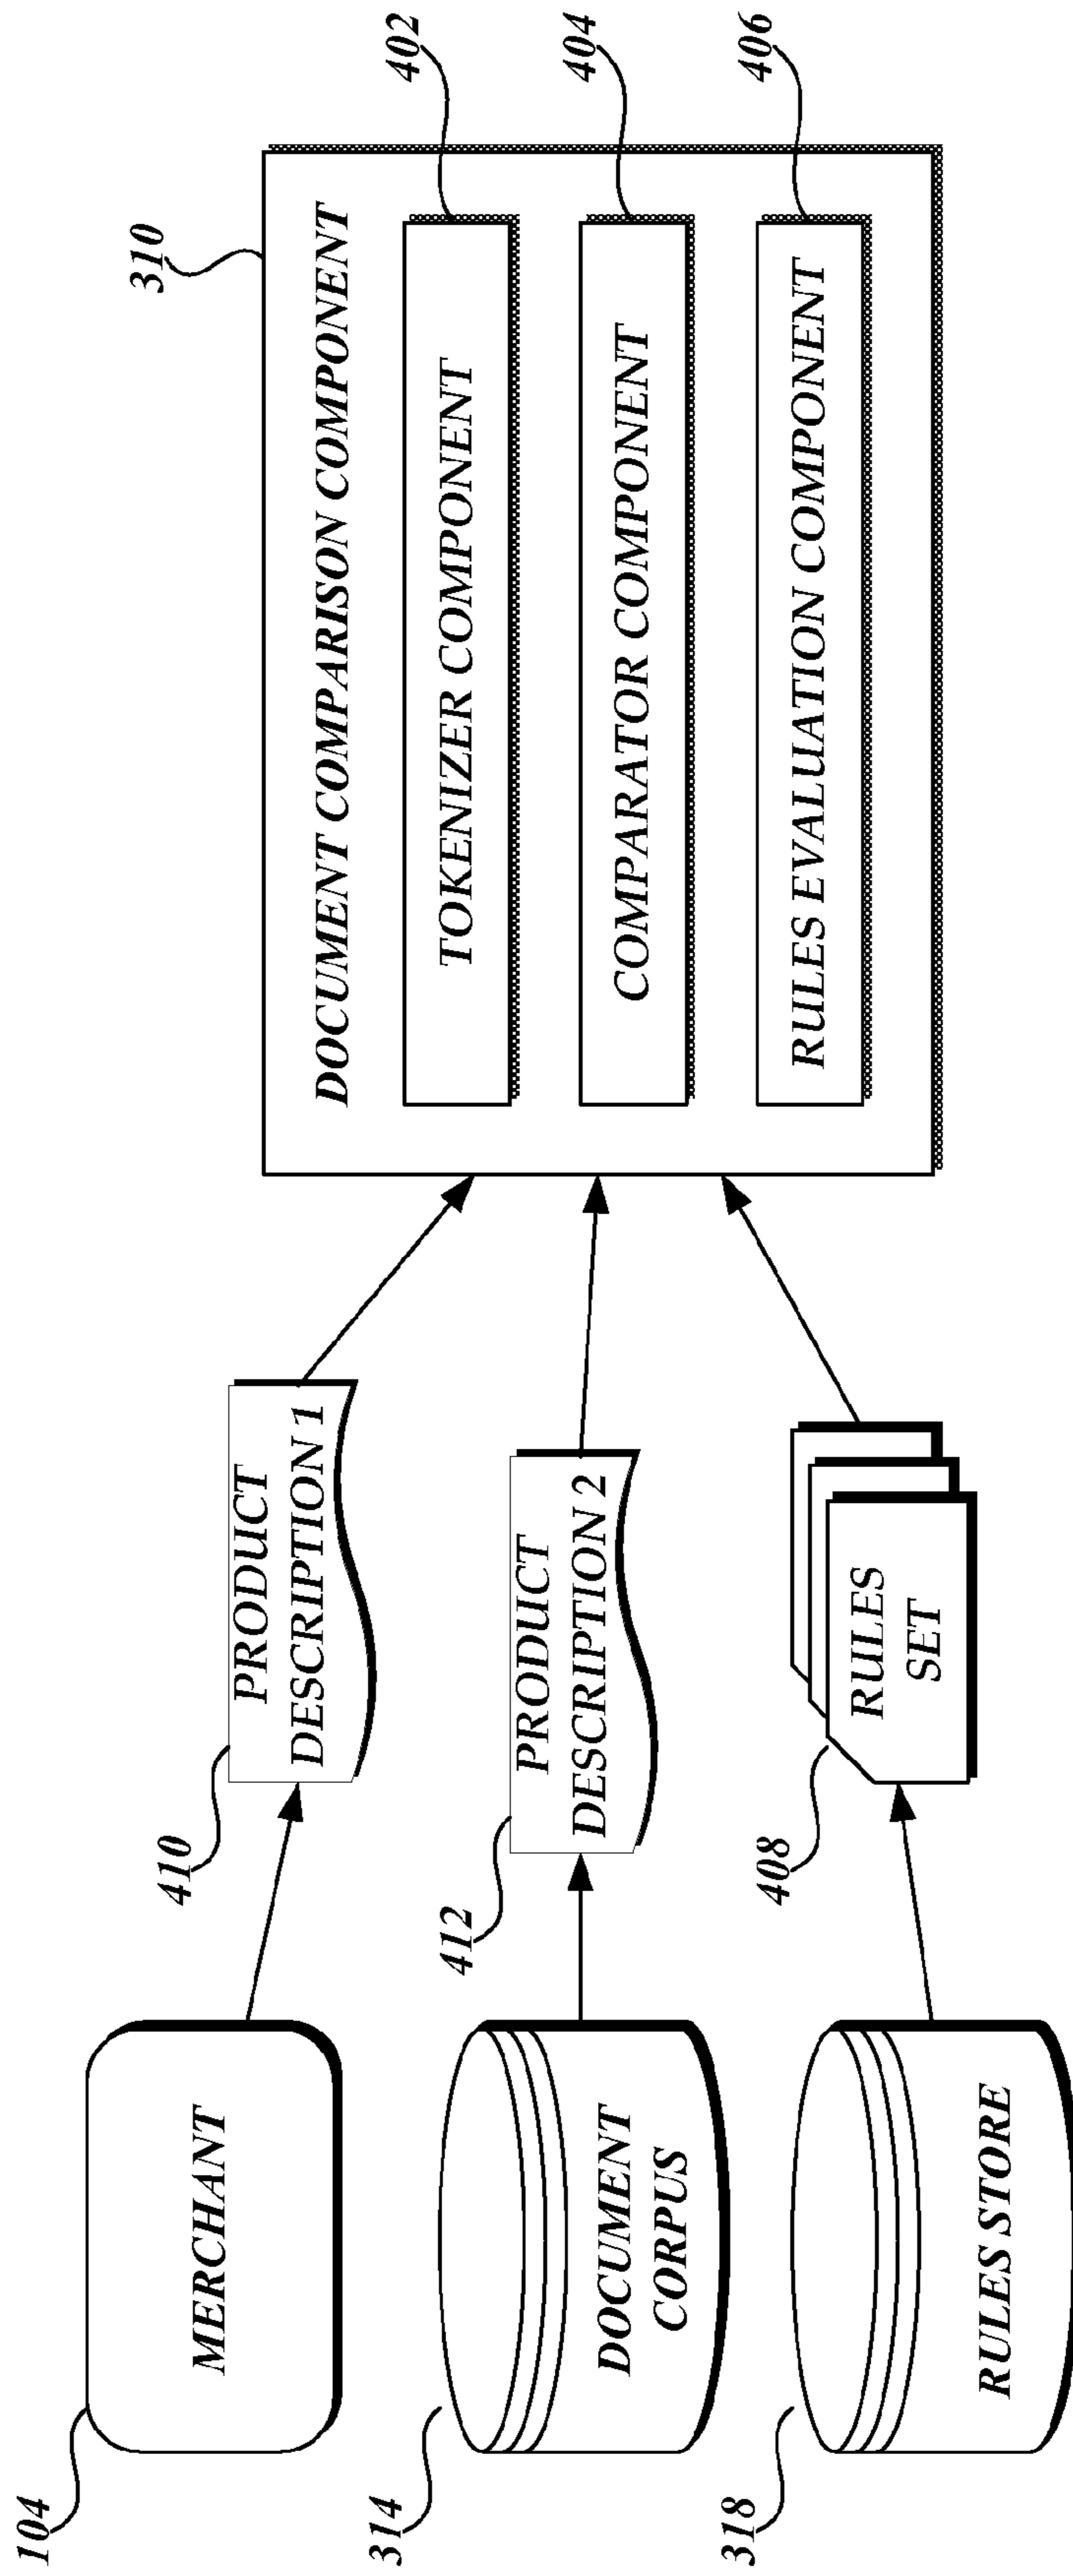 310
DOCUMENT COMPARISON COMPONENT
402
TOKENIZER COMPONENT
404
COMPARATOR COMPONENT
406
RULES EVALUATION COMPONENT
104
MERCHANT
410
PRODUCT
DESCRIPTION 1
314
DOCUMENT
CORPUS
412
PRODUCT
DESCRIPTION 2
318
RULES STORE
408
RULES
SET